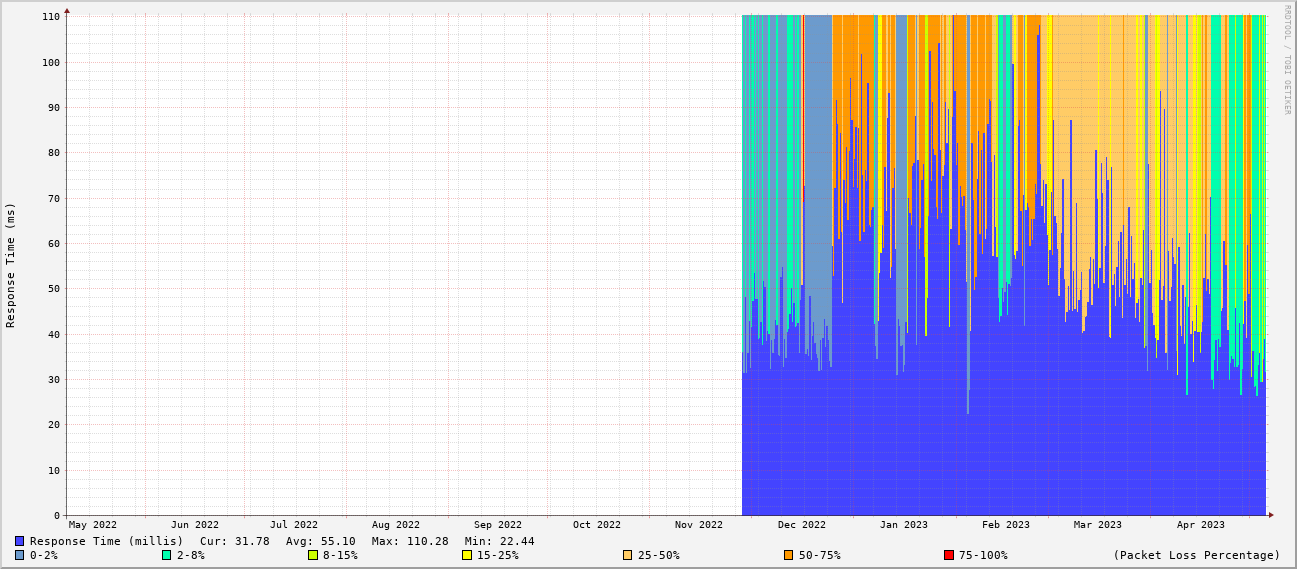 RRDTOOL / TOBI OETIKER
Response Time (ms)
110
100
90
80
70
60
50
40
30
20
10
0
May 2022 Jun 2022 Jul 2022 Aug 2022 Sep 2022 Oct 2022 Nov 2022 Dec 2022 Jan 2023 Feb 2023 Mar 2023 Apr 2023
Response Time (millis) Cur: 31.78 Avg: 55.10 Max: 110.28 Min: 22.44
0-2% 2-8% 8-15% 15-25% 25-50% 50-75% 75-100% (Packet Loss Percentage)